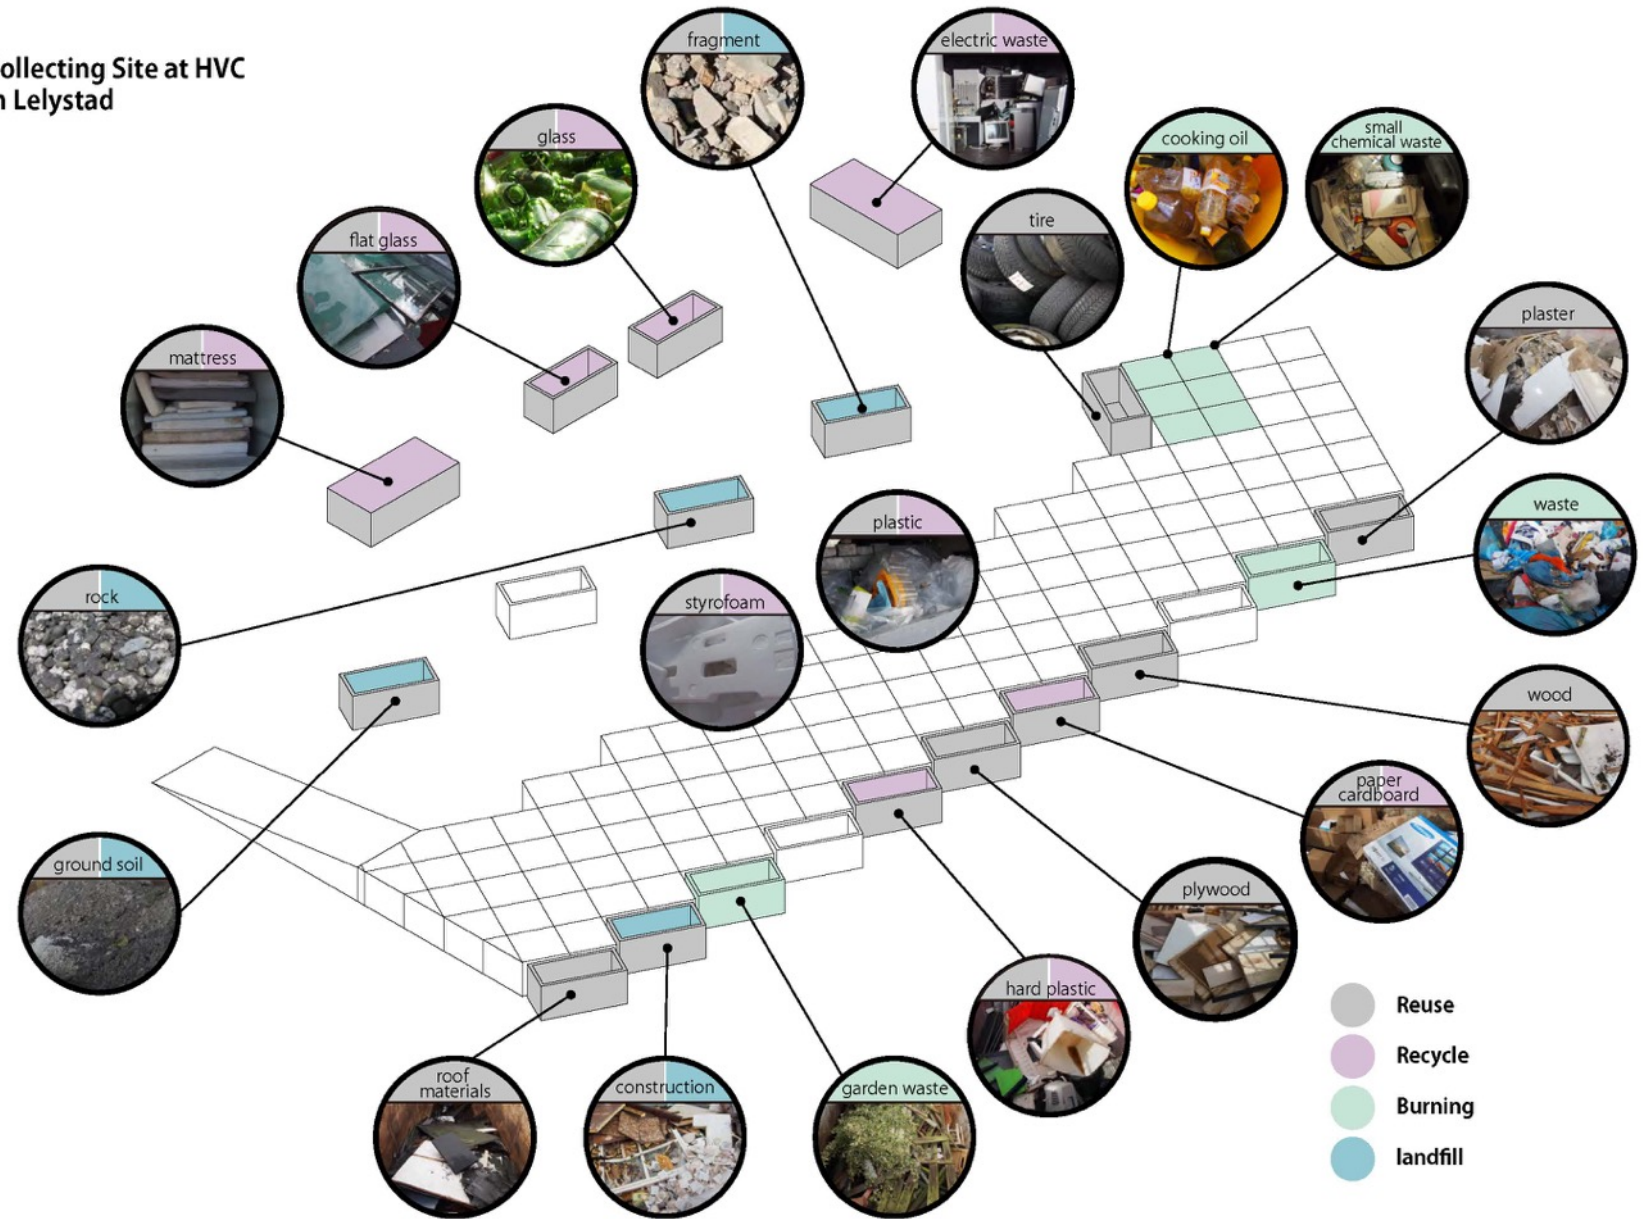 ollecting Site at HVC
n Lelystad
fragment
electric waste
glass
cooking oil
small
chemical waste
flat glass
tire
plaster
mattress
plastic
waste
rock
styrofoam
wood
paper
cardboard
ground soil
plywood
hard plastic
roof
materials
construction
garden waste
Reuse
Recycle
Burning
landfill